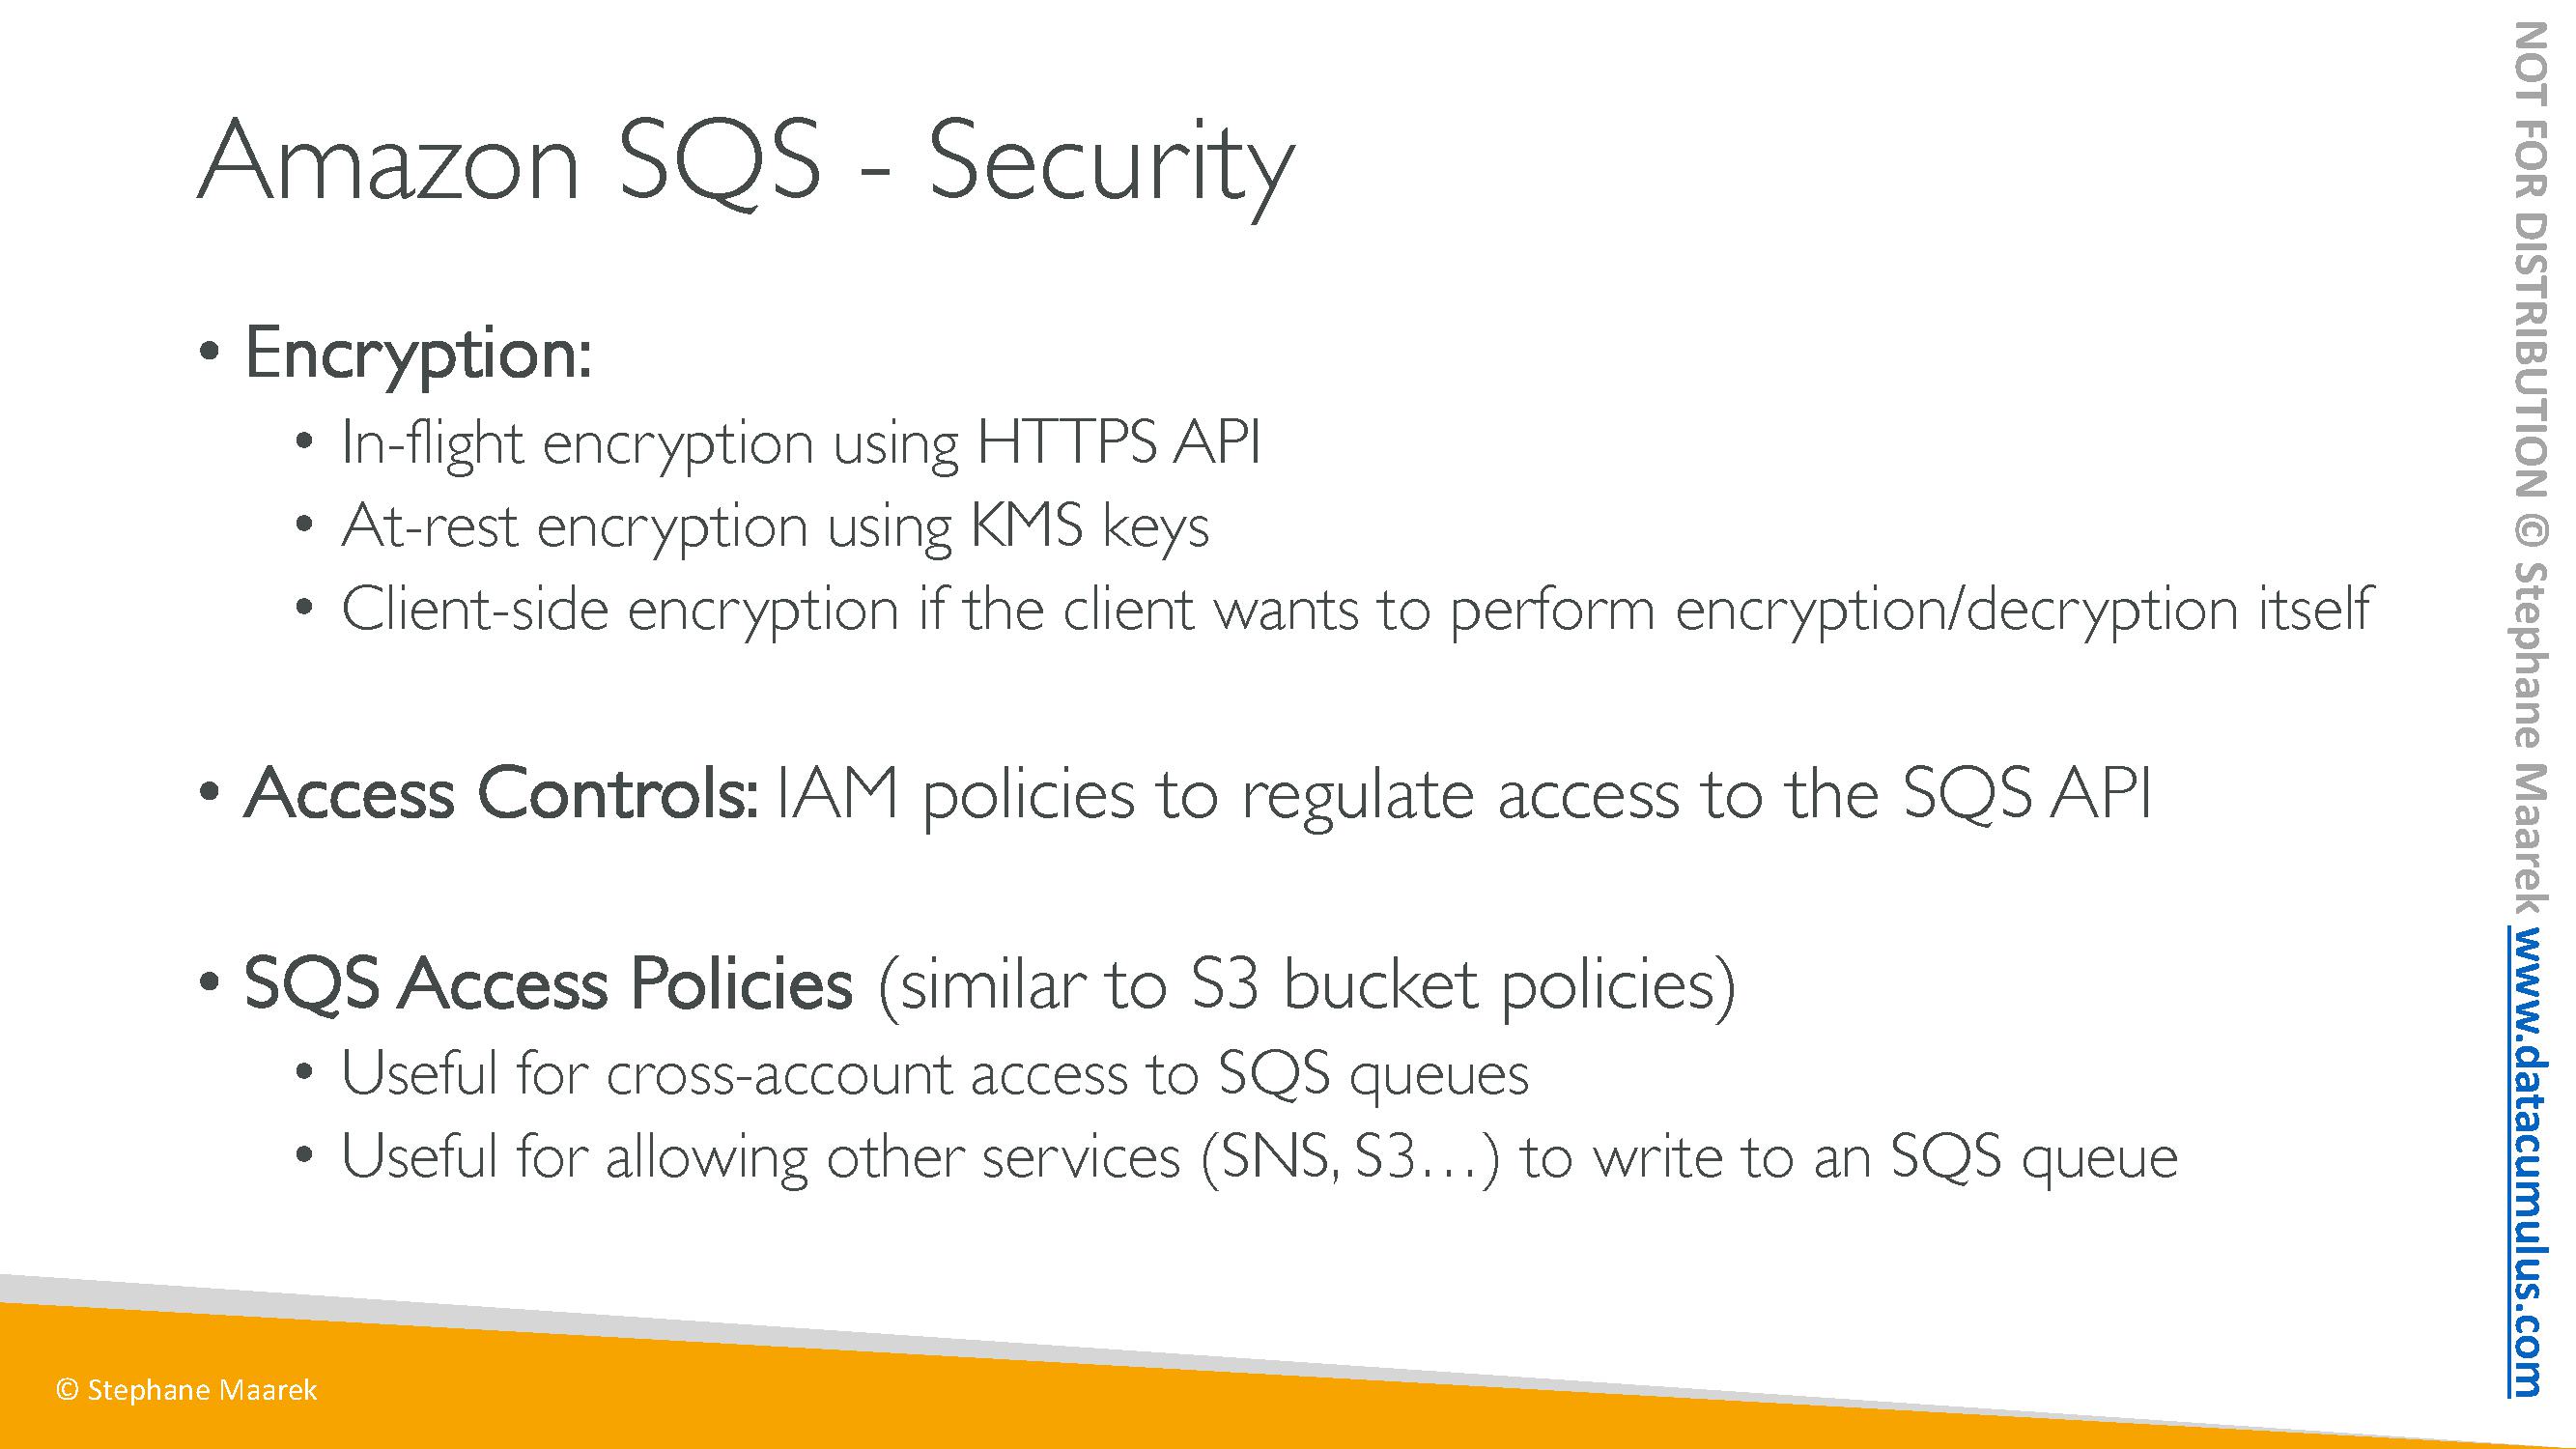 Amazon SQS - Security
• Encryption:
• In-flight encryption using HTTPS API
• At-rest encryption using KMS keys
• Client-side encryption if the client wants to perform encryption/decryption itself
• Access Controls: IAM policies to regulate access to the SQS API
• SQS Access Policies (similar to S3 bucket policies)
• Useful for cross-account access to SQS queues
• Useful for allowing other services (SNS, S3…) to write to an SQS queue
© Stephane Maarek
NOT FOR DISTRIBUTION © Stephane Maarek www.datacumulus.com